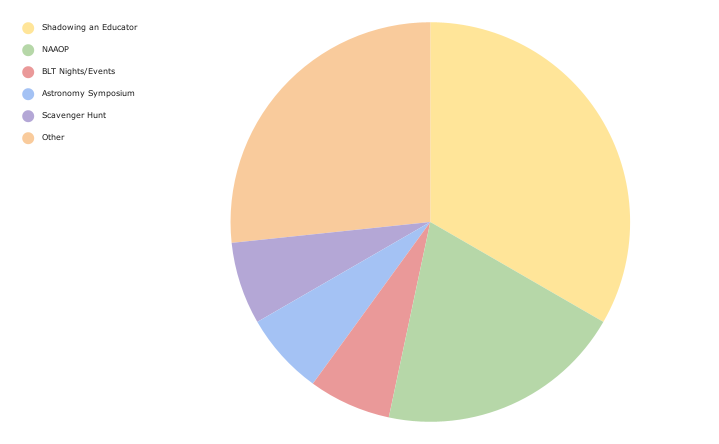 Shadowing an Educator
NAAOP
BLT Nights/Events
Astronomy Symposium
Scavenger Hunt
Other